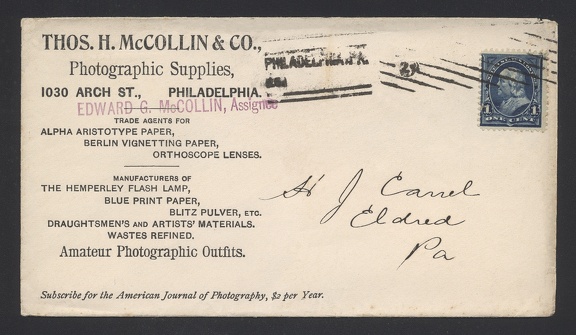 THOS. H. McCOLLIN & CO.,
Photographic Supplies,
1030 ARCH ST., PHILADELPHIA.
EDWARD G. McCOLLIN, Assignee
TRADE AGENTS FOR
ALPHA ARISTOTYPE PAPER,
BERLIN VIGNETTING PAPER,
ORTHOSCOPE LENSES.
MANUFACTURERS OF
THE HEMPERLEY FLASH LAMP,
BLUE PRINT PAPER,
BLITZ PULVER, ETC.
DRAUGHTSMEN'S AND ARTISTS' MATERIALS.
WASTES REFINED.
Amateur Photographic Outfits.
Subscribe for the American Journal of Photography, $2 per Year.
PHILADELPHIA, PA.
1 ONE CENT 1
J Carrel
Eldred
Pa